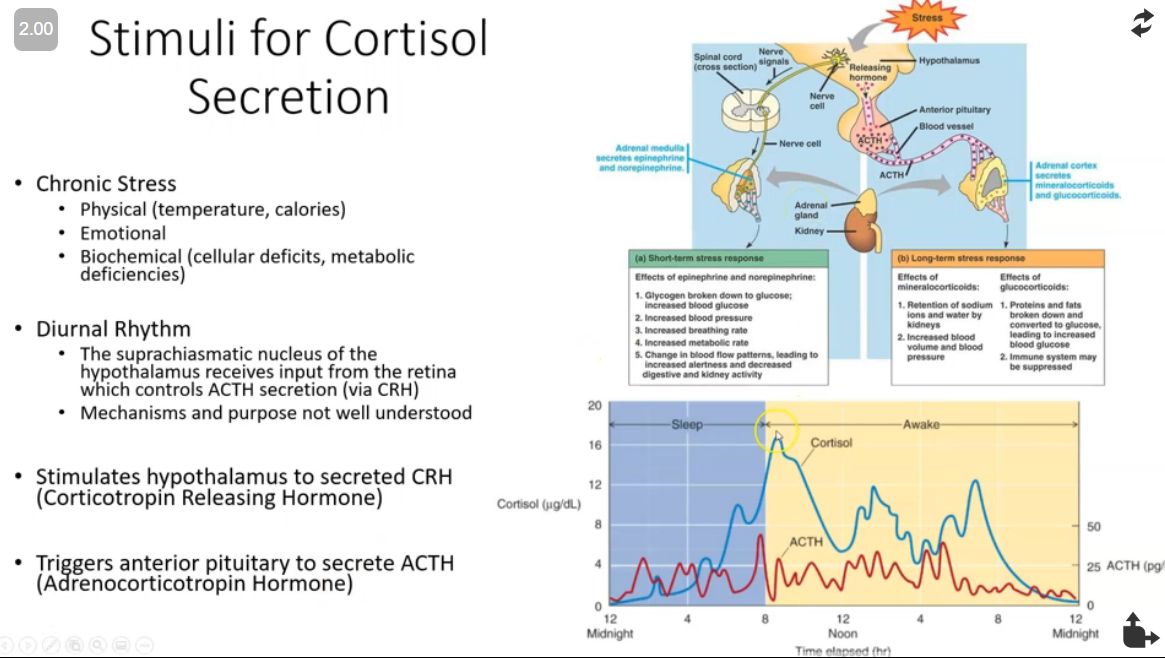 2.00
Stimuli for Cortisol
Secretion
• Chronic Stress
• Physical (temperature, calories)
• Emotional
• Biochemical (cellular deficits, metabolic
deficiencies)
• Diurnal Rhythm
• The suprachiasmatic nucleus of the
hypothalamus receives input from the retina
which controls ACTH secretion (via CRH)
• Mechanisms and purpose not well understood
• Stimulates hypothalamus to secreted CRH
(Corticotropin Releasing Hormone)
• Triggers anterior pituitary to secrete ACTH
(Adrenocorticotropin Hormone)
Stress
Spinal cord
(cross section)
Nerve
signals
Releasing
hormone
Hypothalamus
Nerve
cell
Anterior pituitary
Blood vessel
ACTH
Nerve cell
ACTH
Adrenal medulla
secretes epinephrine
and norepinephrine.
Adrenal cortex
secretes
mineralocorticoids
and glucocorticoids.
Adrenal
gland
Kidney
(a) Short-term stress response
Effects of epinephrine and norepinephrine:
1. Glycogen broken down to glucose;
increased blood glucose
2. Increased blood pressure
3. Increased breathing rate
4. Increased metabolic rate
5. Change in blood flow patterns, leading to
increased alertness and decreased
digestive and kidney activity
(b) Long-term stress response
Effects of
mineralocorticoids:
1. Retention of sodium
ions and water by
kidneys
2. Increased blood
volume and blood
pressure
Effects of
glucocorticoids:
1. Proteins and fats
broken down and
converted to glucose,
leading to increased
blood glucose
2. Immune system may
be suppressed
20
16
12
8
4
0
Cortisol (µg/dL)
Sleep
Awake
Cortisol
ACTH
50
25
0
ACTH (pg/
12 4 8 12 4 8 12
Midnight Noon Midnight
Time elapsed (hr)